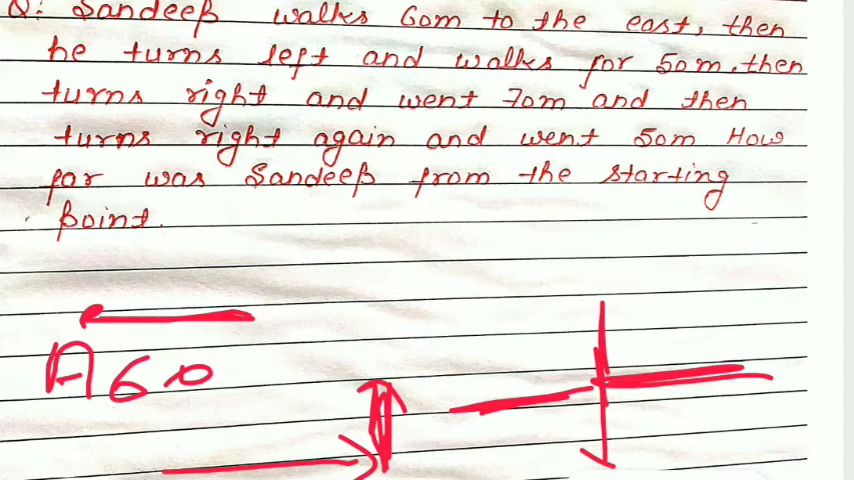 Q: Sandeep walks 60m to the east, then
he turns left and walks for 50m. then
turns right and went 70m and then
turns right again and went 50m How
far was Sandeep from the starting
point.
A 60